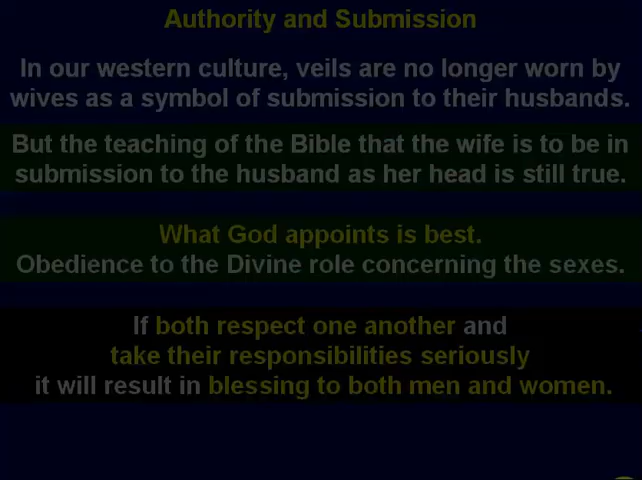 Authority and Submission
In our western culture, veils are no longer worn by
wives as a symbol of submission to their husbands.
But the teaching of the Bible that the wife is to be in
submission to the husband as her head is still true.
What God appoints is best.
Obedience to the Divine role concerning the sexes.
If both respect one another and
take their responsibilities seriously
it will result in blessing to both men and women.